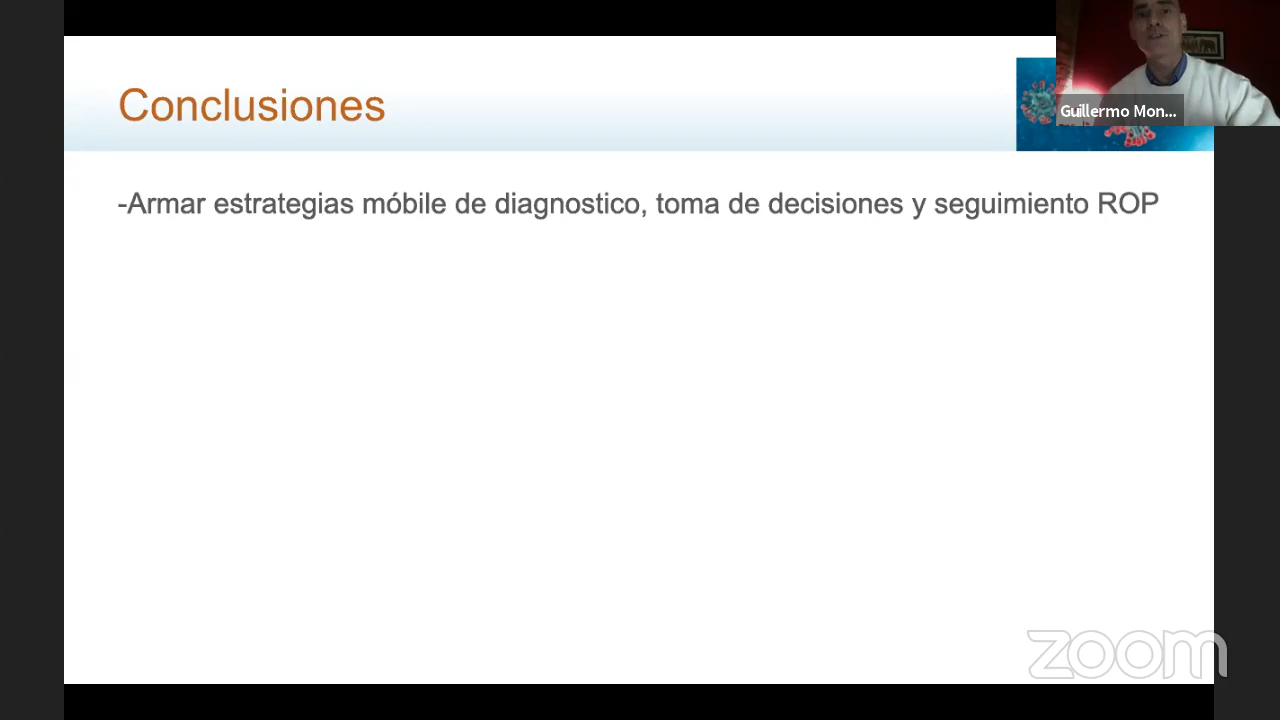 Conclusiones
Guillermo Mon...
-Armar estrategias móbile de diagnostico, toma de decisiones y seguimiento ROP
zoom